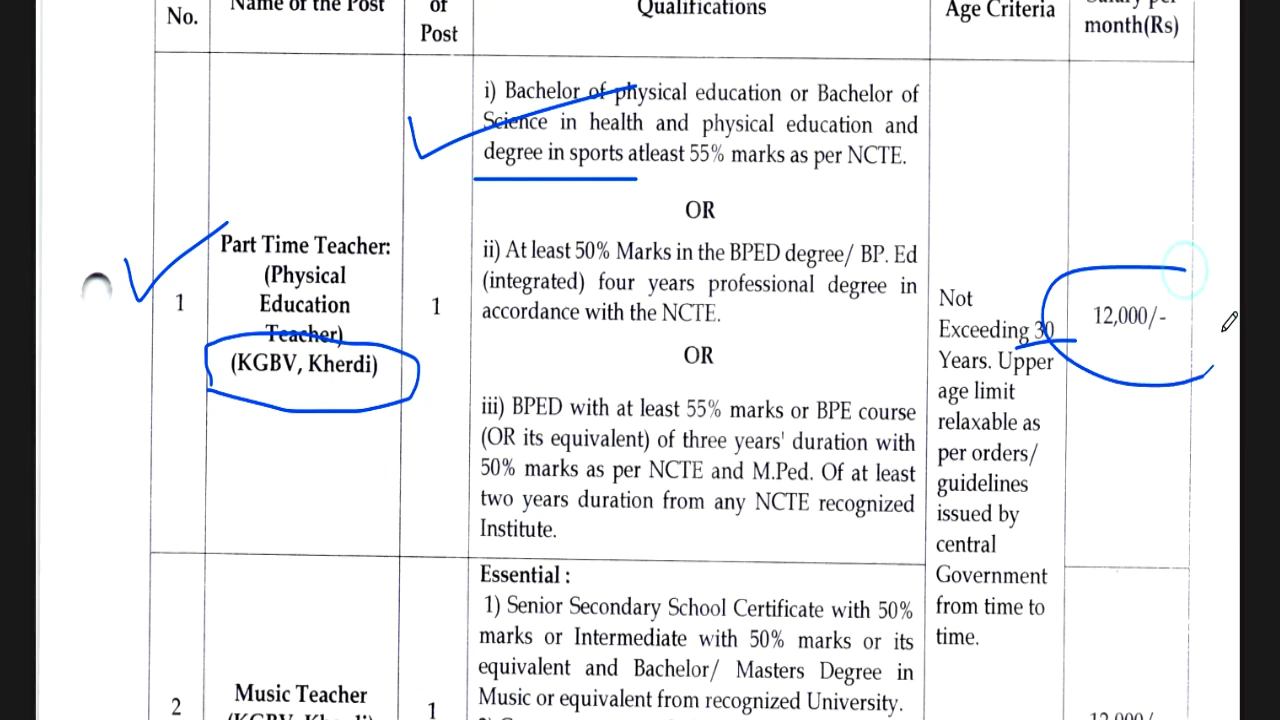 No.
Name of the Post
of
Post
Qualifications
Age Criteria
Salary per
month(Rs)
1
Part Time Teacher:
(Physical
Education
Teacher)
(KGBV, Kherdi)
1
i) Bachelor of physical education or Bachelor of
Science in health and physical education and
degree in sports atleast 55% marks as per NCTE.
OR
ii) At least 50% Marks in the BPED degree/ BP. Ed
(integrated) four years professional degree in
accordance with the NCTE.
OR
iii) BPED with at least 55% marks or BPE course
(OR its equivalent) of three years' duration with
50% marks as per NCTE and M.Ped. Of at least
two years duration from any NCTE recognized
Institute.
Not
Exceeding 30
Years. Upper
age limit
relaxable as
per orders/
guidelines
issued by
central
Government
from time to
time.
12,000/-
2
Music Teacher
(KGBV, Kherdi)
1
Essential :
1) Senior Secondary School Certificate with 50%
marks or Intermediate with 50% marks or its
equivalent and Bachelor/ Masters Degree in
Music or equivalent from recognized University.
12,000/-